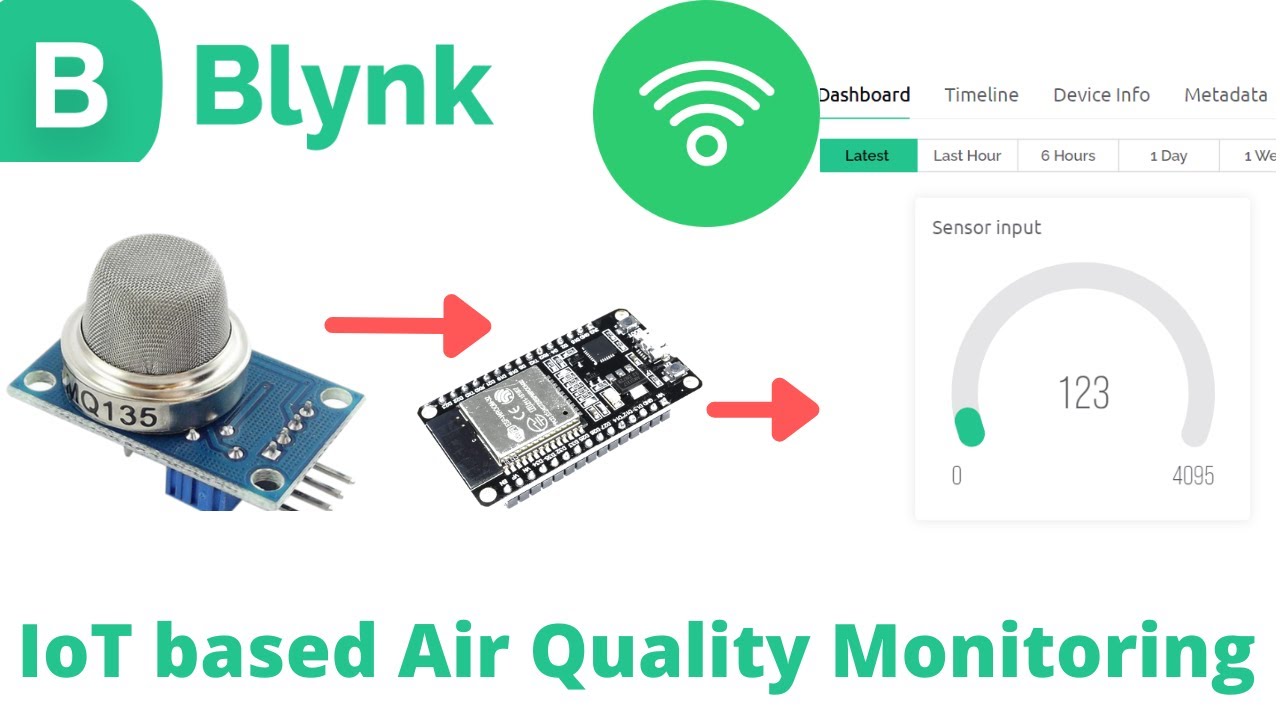 B Blynk
Dashboard Timeline Device Info Metadata
Latest Last Hour 6 Hours 1 Day 1 We
Sensor input
123
0 4095
MQ135
IoT based Air Quality Monitoring